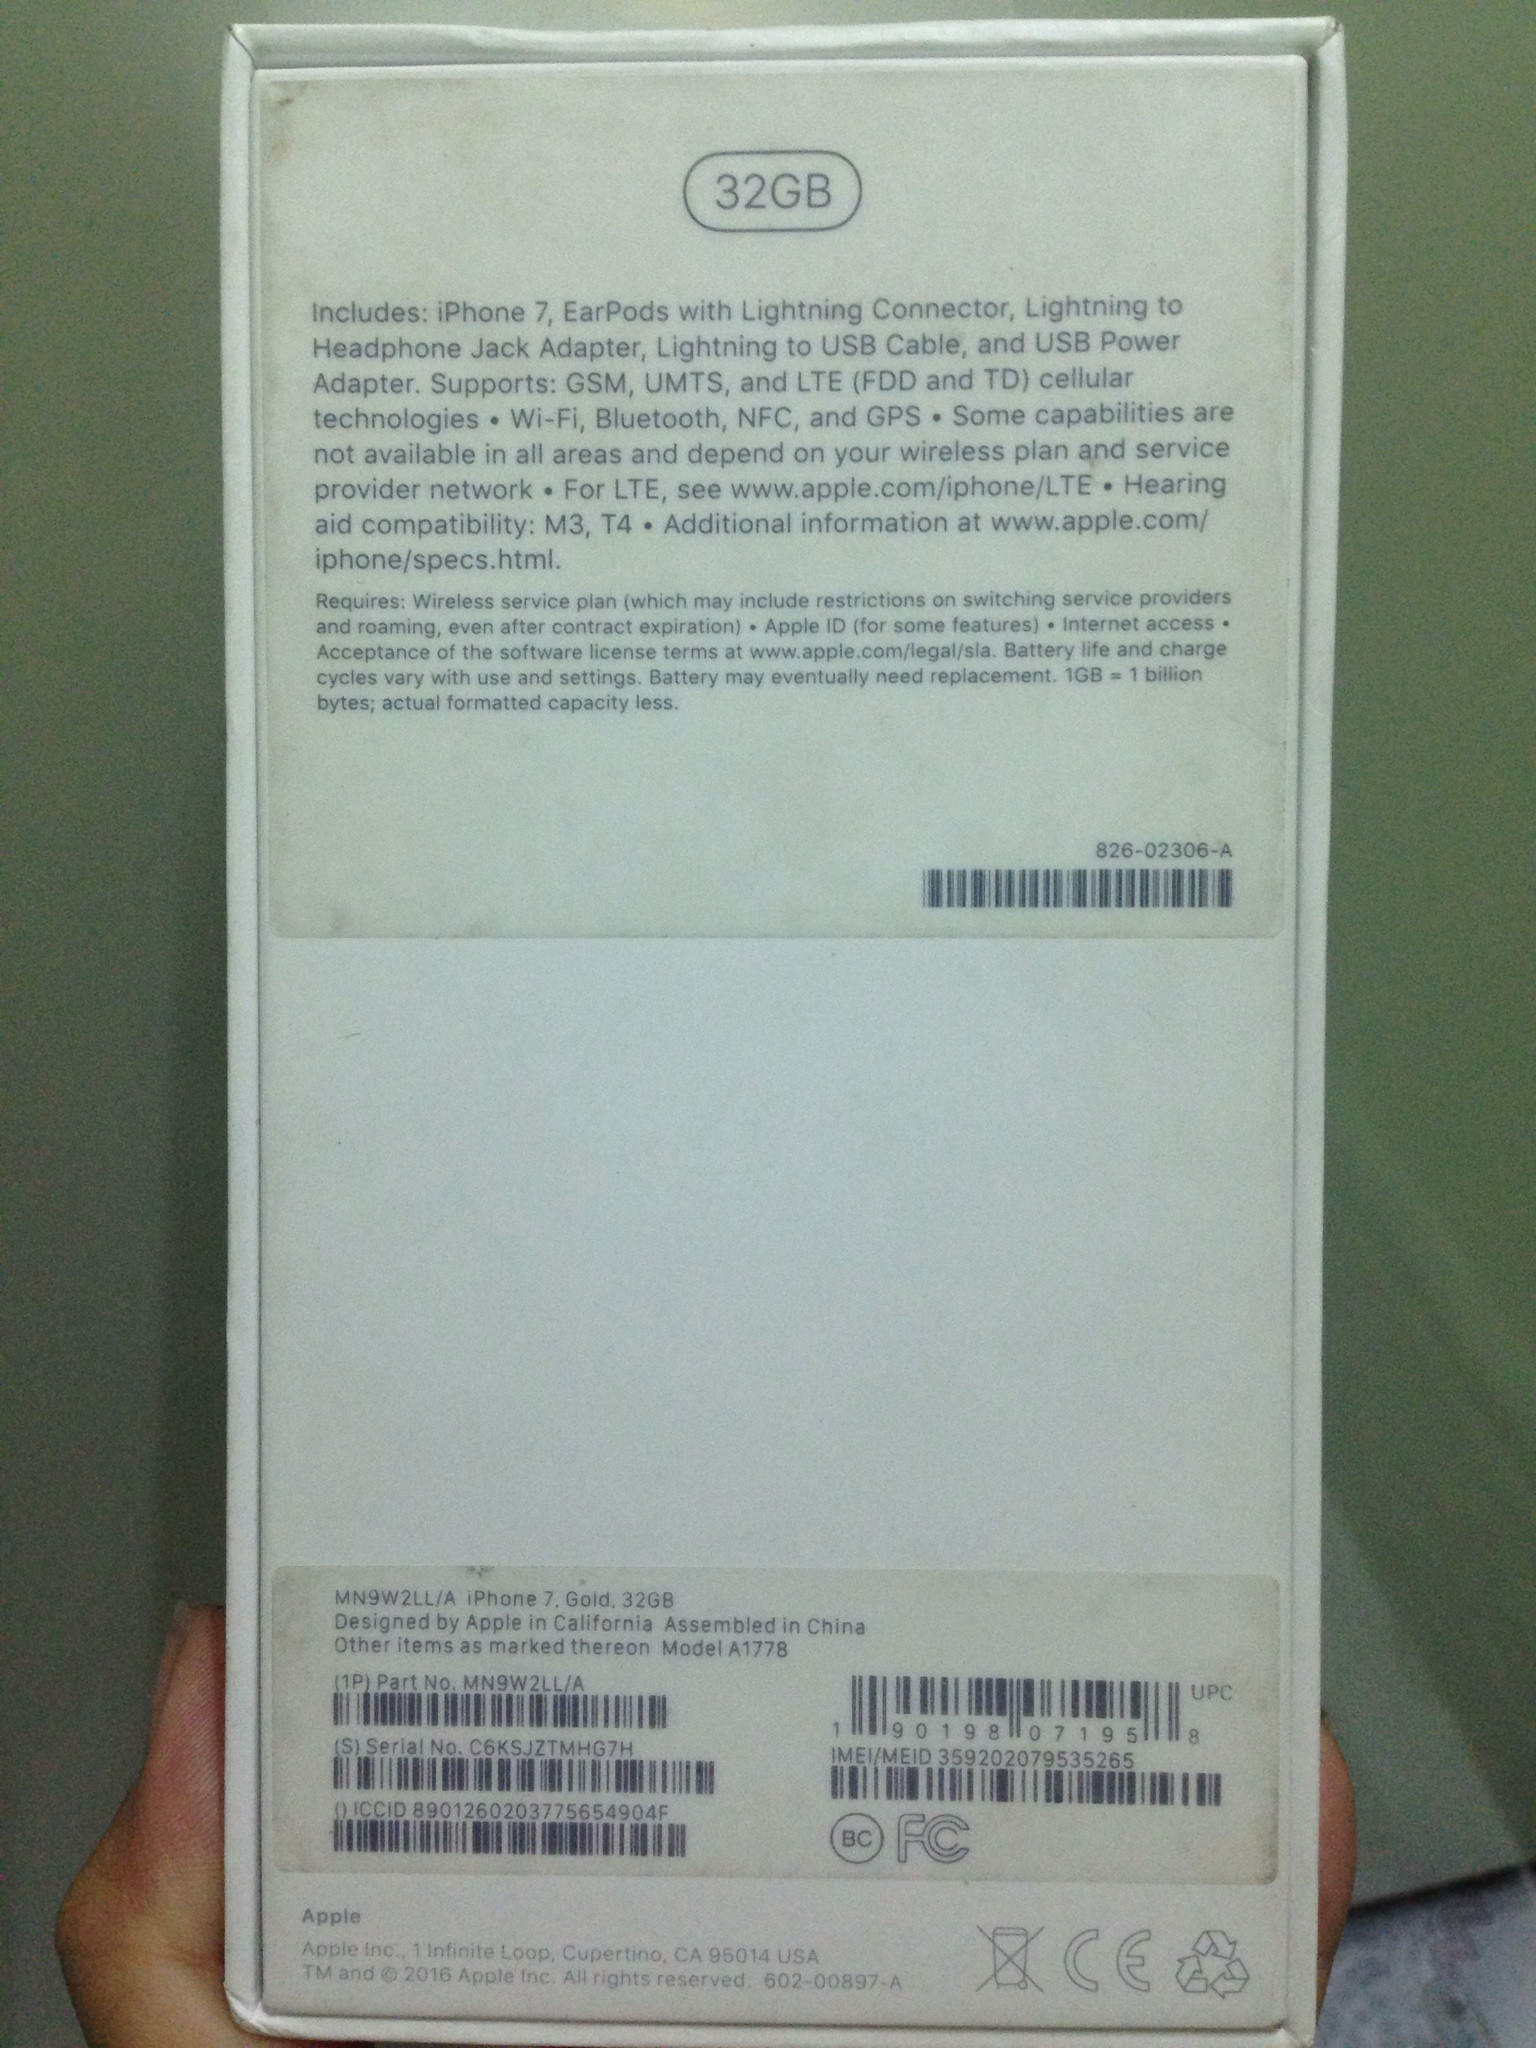 32GB
Includes: iPhone 7, EarPods with Lightning Connector, Lightning to
Headphone Jack Adapter, Lightning to USB Cable, and USB Power
Adapter. Supports: GSM, UMTS, and LTE (FDD and TD) cellular
technologies • Wi-Fi, Bluetooth, NFC, and GPS • Some capabilities are
not available in all areas and depend on your wireless plan and service
provider network • For LTE, see www.apple.com/iphone/LTE • Hearing
aid compatibility: M3, T4 • Additional information at www.apple.com/
iphone/specs.html.
Requires: Wireless service plan (which may include restrictions on switching service providers
and roaming, even after contract expiration) • Apple ID (for some features) • Internet access •
Acceptance of the software license terms at www.apple.com/legal/sla. Battery life and charge
cycles vary with use and settings. Battery may eventually need replacement. 1GB = 1 billion
bytes; actual formatted capacity less.
826-02306-A
MN9W2LL/A iPhone 7, Gold, 32GB
Designed by Apple in California Assembled in China
Other items as marked thereon Model A1778
(1P) Part No. MN9W2LL/A
UPC
1 90198 07195 8
(S) Serial No. C6KSJZTMHG7H
IMEI/MEID 359202079535265
() ICCID 8901260203775654904F
BC FC
Apple
Apple Inc., 1 Infinite Loop, Cupertino, CA 95014 USA
TM and © 2016 Apple Inc. All rights reserved. 602-00897-A
CE